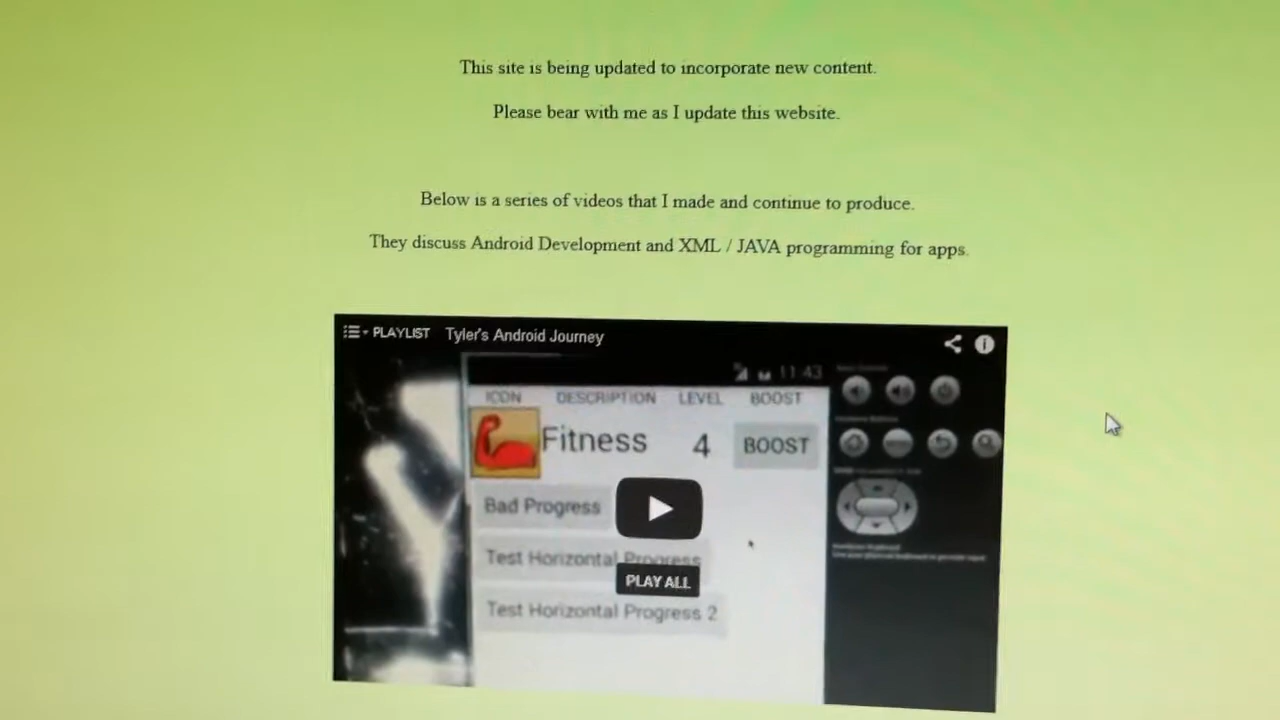 This site is being updated to incorporate new content.
Please bear with me as I update this website.
Below is a series of videos that I made and continue to produce.
They discuss Android Development and XML / JAVA programming for apps.
PLAYLIST Tyler's Android Journey
11:43
ICON DESCRIPTION LEVEL BOOST
Fitness 4 BOOST
Bad Progress
Test Horizontal Progress
PLAY ALL
Test Horizontal Progress 2